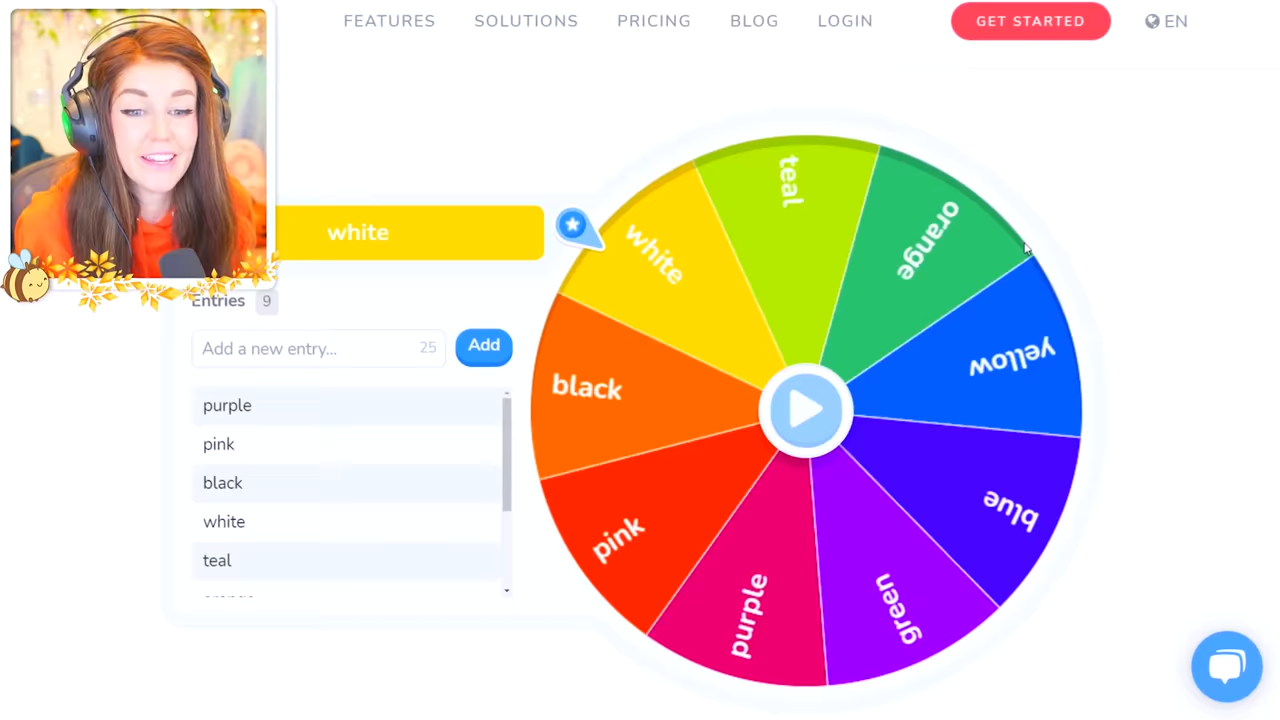 FEATURES SOLUTIONS PRICING BLOG LOGIN GET STARTED EN
white
Entries 9
Add a new entry... 25 Add
purple
pink
black
white
teal
orange
white
teal
orange
yellow
blue
green
purple
pink
black